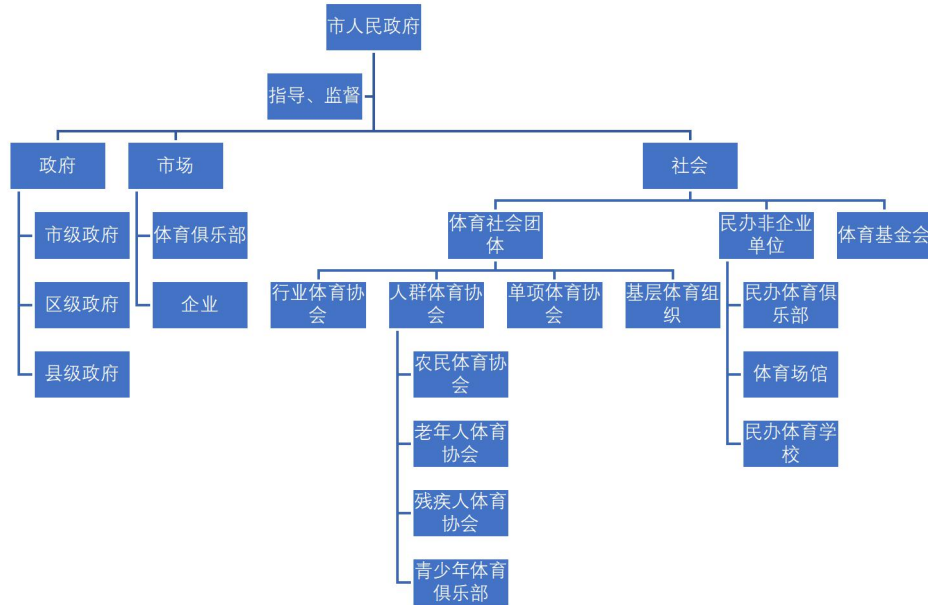 市人民政府
指导、监督
政府
市场
社会
市级政府
体育俱乐部
体育社会团
体
民办非企业
单位
体育基金会
区级政府
企业
行业体育协
会
人群体育协
会
单项体育协
会
基层体育组
织
民办体育俱
乐部
县级政府
农民体育协
会
体育场馆
老年人体育
协会
民办体育学
校
残疾人体育
协会
青少年体育
俱乐部